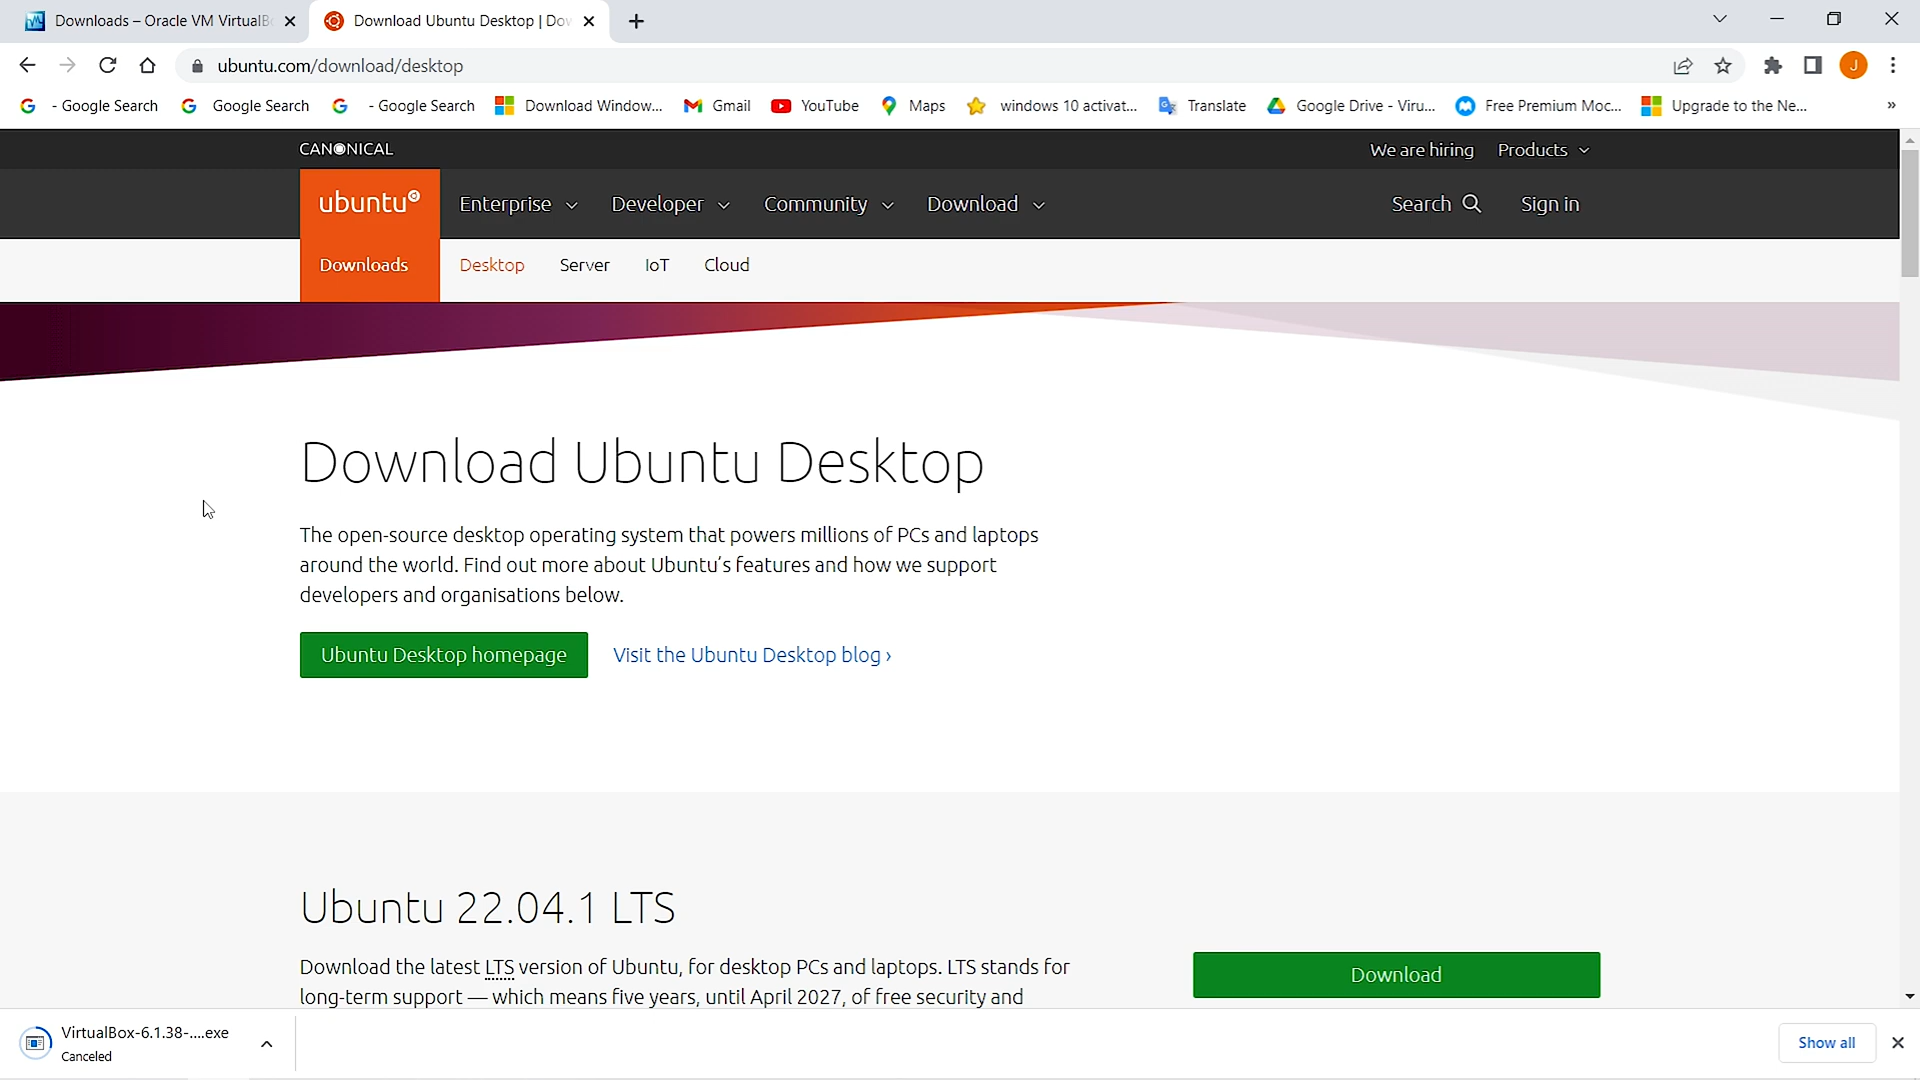 Downloads – Oracle VM VirtualB
Download Ubuntu Desktop | Dow
ubuntu.com/download/desktop
J
- Google Search
Google Search
- Google Search
Download Window...
Gmail
YouTube
Maps
windows 10 activat...
Translate
Google Drive - Viru...
Free Premium Moc...
Upgrade to the Ne...
»
CANONICAL
We are hiring
Products
ubuntu
Enterprise
Developer
Community
Download
Search
Sign in
Downloads
Desktop
Server
IoT
Cloud
Download Ubuntu Desktop
The open-source desktop operating system that powers millions of PCs and laptops
around the world. Find out more about Ubuntu's features and how we support
developers and organisations below.
Ubuntu Desktop homepage
Visit the Ubuntu Desktop blog ›
Ubuntu 22.04.1 LTS
Download the latest LTS version of Ubuntu, for desktop PCs and laptops. LTS stands for
long-term support — which means five years, until April 2027, of free security and
Download
VirtualBox-6.1.38-....exe
Canceled
Show all